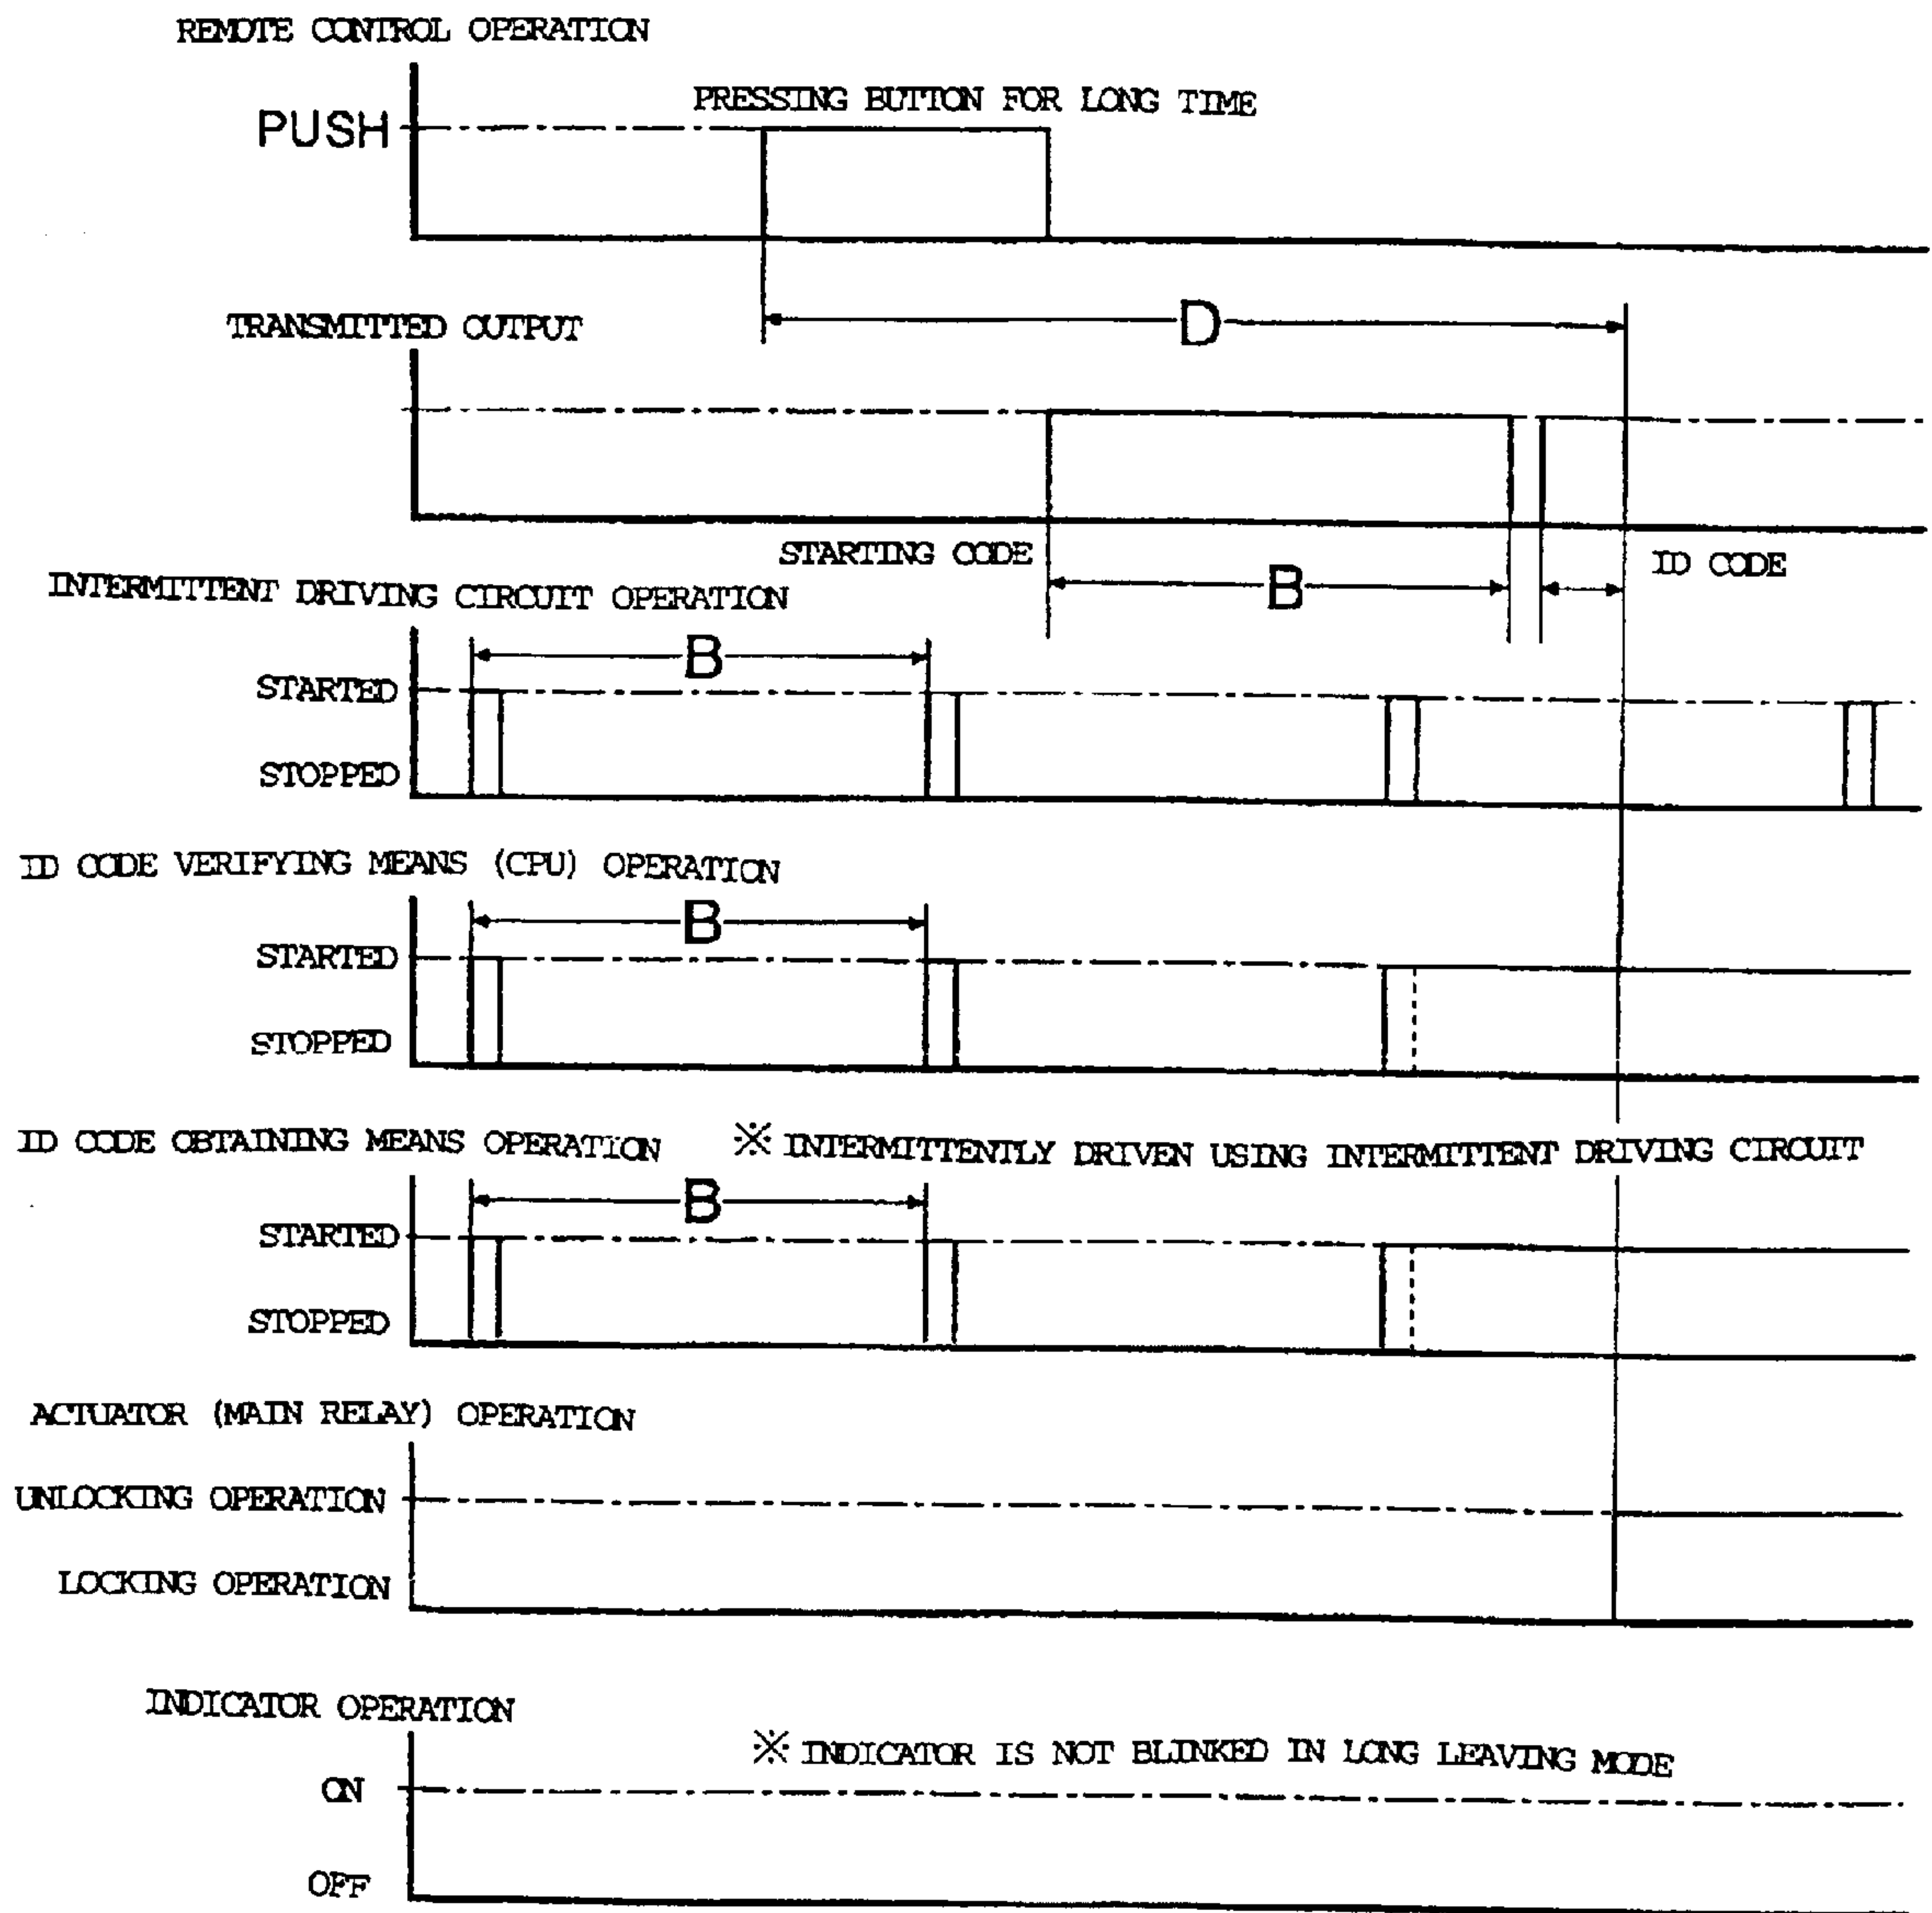 REMOTE CONTROL OPERATION
PRESSING BUTTON FOR LONG TIME
PUSH
D
TRANSMITTED OUTPUT
STARTING CODE
B
ID CODE
INTERMITTENT DRIVING CIRCUIT OPERATION
B
STARTED
STOPPED
ID CODE VERIFYING MEANS (CPU) OPERATION
B
STARTED
STOPPED
ID CODE OBTAINING MEANS OPERATION ※ INTERMITTENTLY DRIVEN USING INTERMITTENT DRIVING CIRCUIT
B
STARTED
STOPPED
ACTUATOR (MAIN RELAY) OPERATION
UNLOCKING OPERATION
LOCKING OPERATION
INDICATOR OPERATION
※ INDICATOR IS NOT BLINKED IN LONG LEAVING MODE
ON
OFF